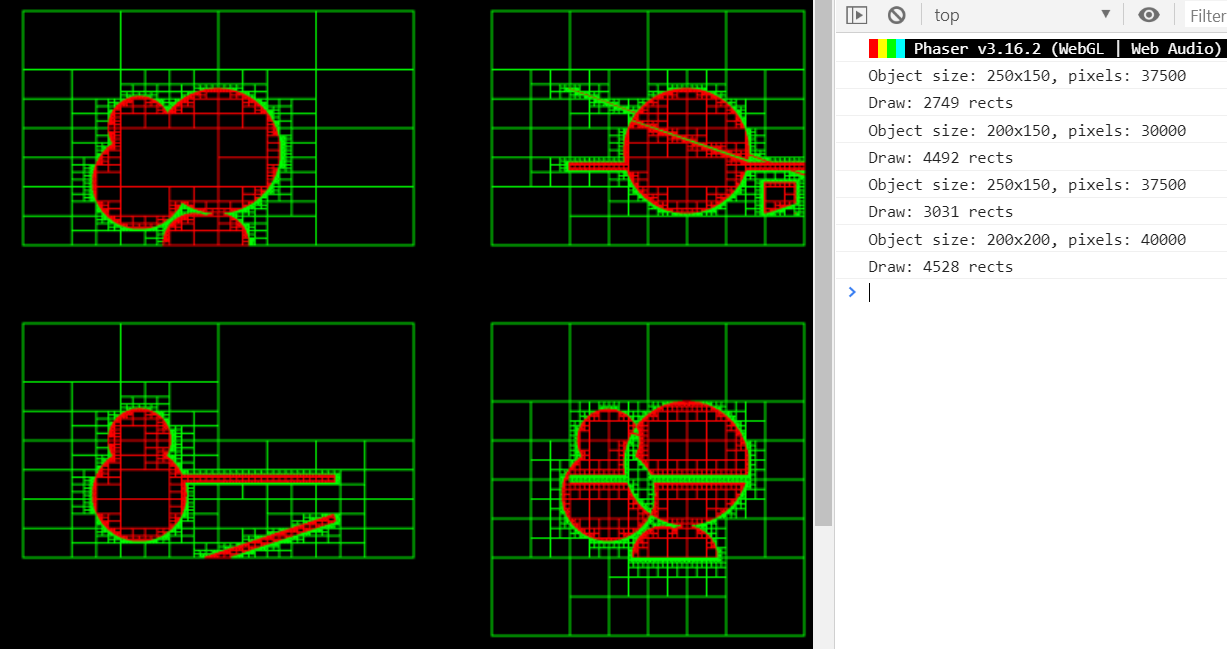 top
Filter
Phaser v3.16.2 (WebGL | Web Audio)
Object size: 250x150, pixels: 37500
Draw: 2749 rects
Object size: 200x150, pixels: 30000
Draw: 4492 rects
Object size: 250x150, pixels: 37500
Draw: 3031 rects
Object size: 200x200, pixels: 40000
Draw: 4528 rects